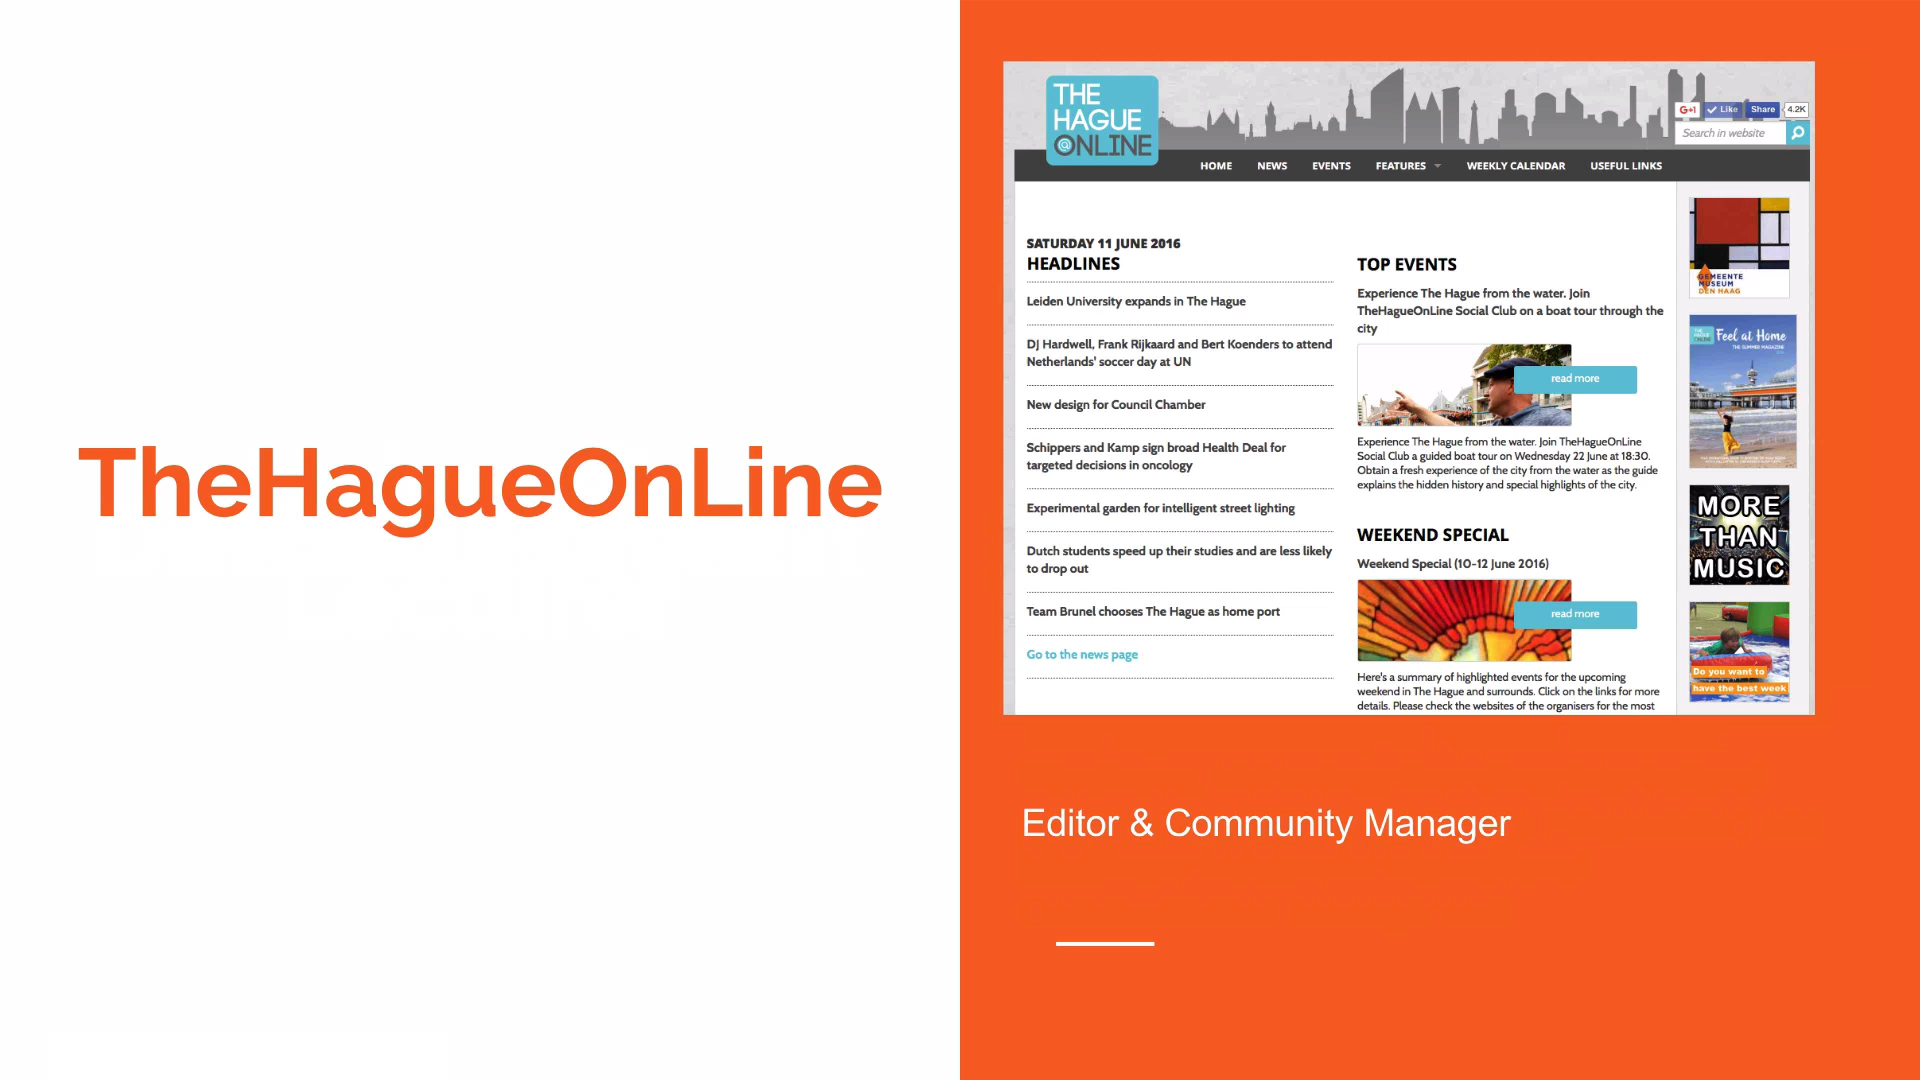 TheHagueOnLine
THE
HAGUE
@ONLINE
G+1
Like
Share
4.2K
Search in website
HOME
NEWS
EVENTS
FEATURES
WEEKLY CALENDAR
USEFUL LINKS
SATURDAY 11 JUNE 2016
HEADLINES
Leiden University expands in The Hague
DJ Hardwell, Frank Rijkaard and Bert Koenders to attend
Netherlands' soccer day at UN
New design for Council Chamber
Schippers and Kamp sign broad Health Deal for
targeted decisions in oncology
Experimental garden for intelligent street lighting
Dutch students speed up their studies and are less likely
to drop out
Team Brunel chooses The Hague as home port
Go to the news page
TOP EVENTS
Experience The Hague from the water. Join
TheHagueOnLine Social Club on a boat tour through the
city
read more
Experience The Hague from the water. Join TheHagueOnLine
Social Club a guided boat tour on Wednesday 22 June at 18:30.
Obtain a fresh experience of the city from the water as the guide
explains the hidden history and special highlights of the city.
WEEKEND SPECIAL
Weekend Special (10-12 June 2016)
read more
Here's a summary of highlighted events for the upcoming
weekend in The Hague and surrounds. Click on the links for more
details. Please check the websites of the organisers for the most
GEMEENTE
MUSEUM
DEN HAAG
THE
HAGUE
ONLINE
Feel at Home
THE SUMMER MAGAZINE
MORE
THAN
MUSIC
Do you want to
have the best week
Editor & Community Manager